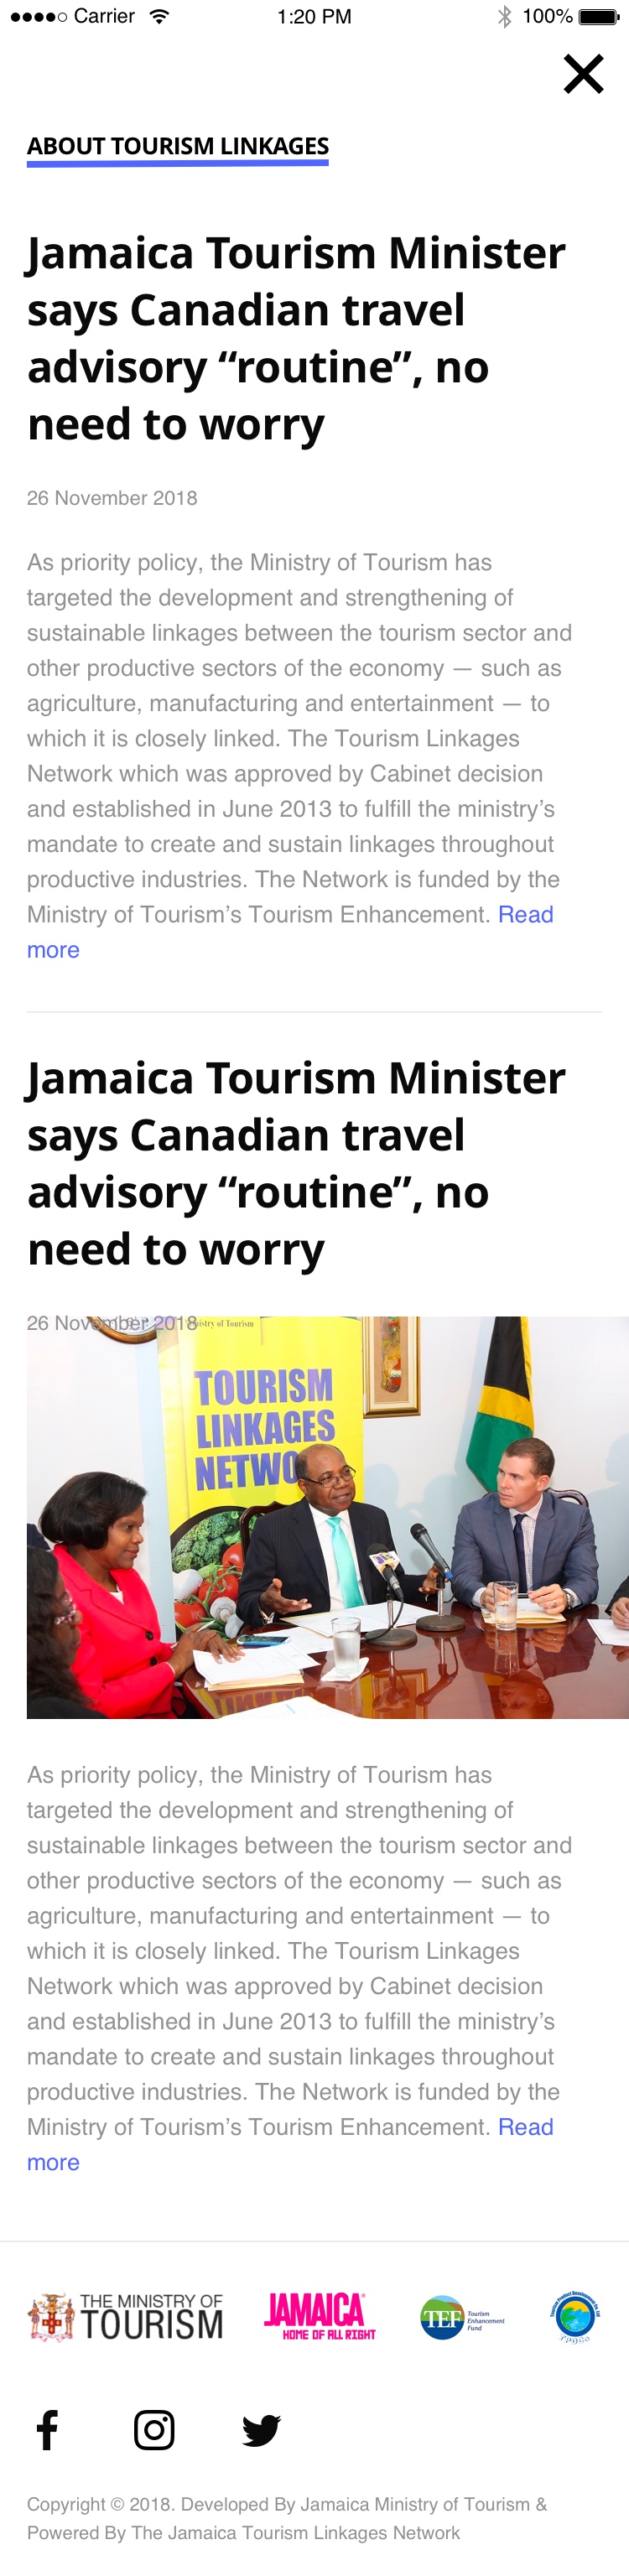 Carrier 1:20 PM 100%
ABOUT TOURISM LINKAGES
Jamaica Tourism Minister
says Canadian travel
advisory “routine”, no
need to worry
26 November 2018
As priority policy, the Ministry of Tourism has
targeted the development and strengthening of
sustainable linkages between the tourism sector and
other productive sectors of the economy — such as
agriculture, manufacturing and entertainment — to
which it is closely linked. The Tourism Linkages
Network which was approved by Cabinet decision
and established in June 2013 to fulfill the ministry’s
mandate to create and sustain linkages throughout
productive industries. The Network is funded by the
Ministry of Tourism’s Tourism Enhancement. Read
more
Jamaica Tourism Minister
says Canadian travel
advisory “routine”, no
need to worry
26 November 2018
Ministry of Tourism
TOURISM
LINKAGES
NETWO
As priority policy, the Ministry of Tourism has
targeted the development and strengthening of
sustainable linkages between the tourism sector and
other productive sectors of the economy — such as
agriculture, manufacturing and entertainment — to
which it is closely linked. The Tourism Linkages
Network which was approved by Cabinet decision
and established in June 2013 to fulfill the ministry’s
mandate to create and sustain linkages throughout
productive industries. The Network is funded by the
Ministry of Tourism’s Tourism Enhancement. Read
more
THE MINISTRY OF
TOURISM
JAMAICA
HOME OF ALL RIGHT
TEF
Tourism
Enhancement
Fund
Copyright © 2018. Developed By Jamaica Ministry of Tourism &
Powered By The Jamaica Tourism Linkages Network